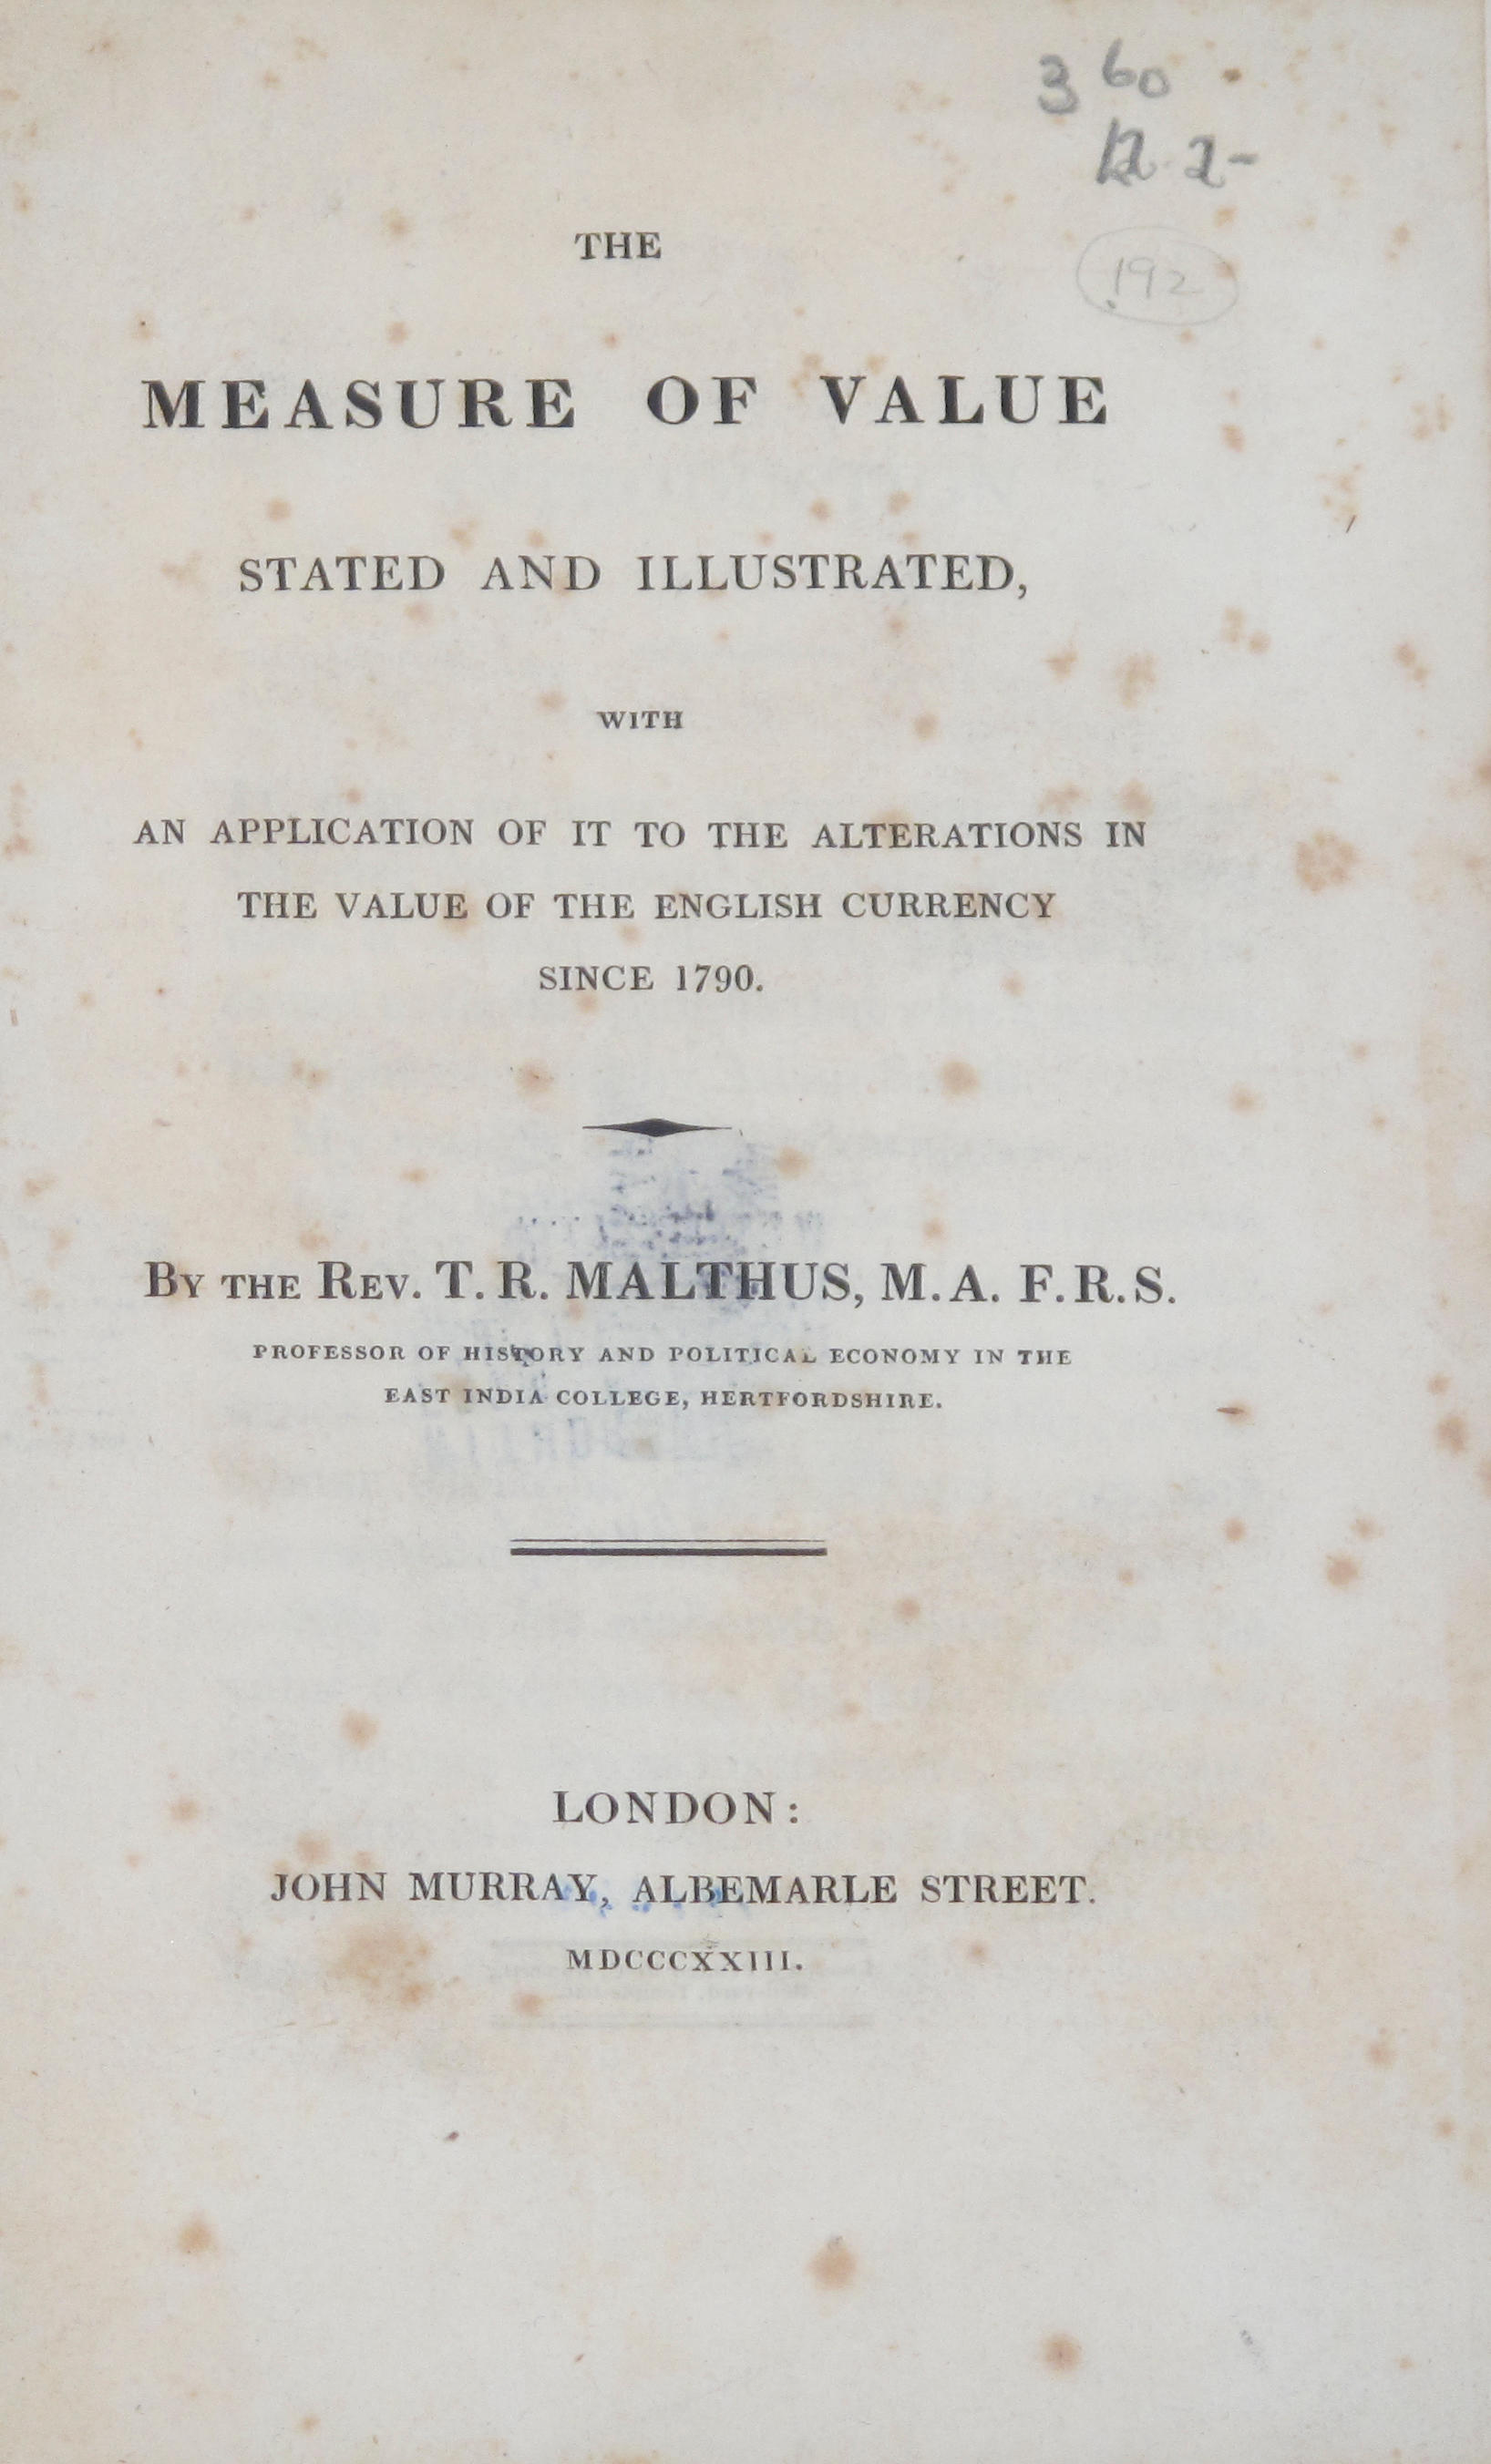 3 60
12 2-
THE
192
MEASURE OF VALUE
STATED AND ILLUSTRATED,
WITH
AN APPLICATION OF IT TO THE ALTERATIONS IN
THE VALUE OF THE ENGLISH CURRENCY
SINCE 1790.
BY THE REV. T. R. MALTHUS, M.A. F.R.S.
PROFESSOR OF HISTORY AND POLITICAL ECONOMY IN THE
EAST INDIA COLLEGE, HERTFORDSHIRE.
LONDON:
JOHN MURRAY, ALBEMARLE STREET.
MDCCCXXIII.